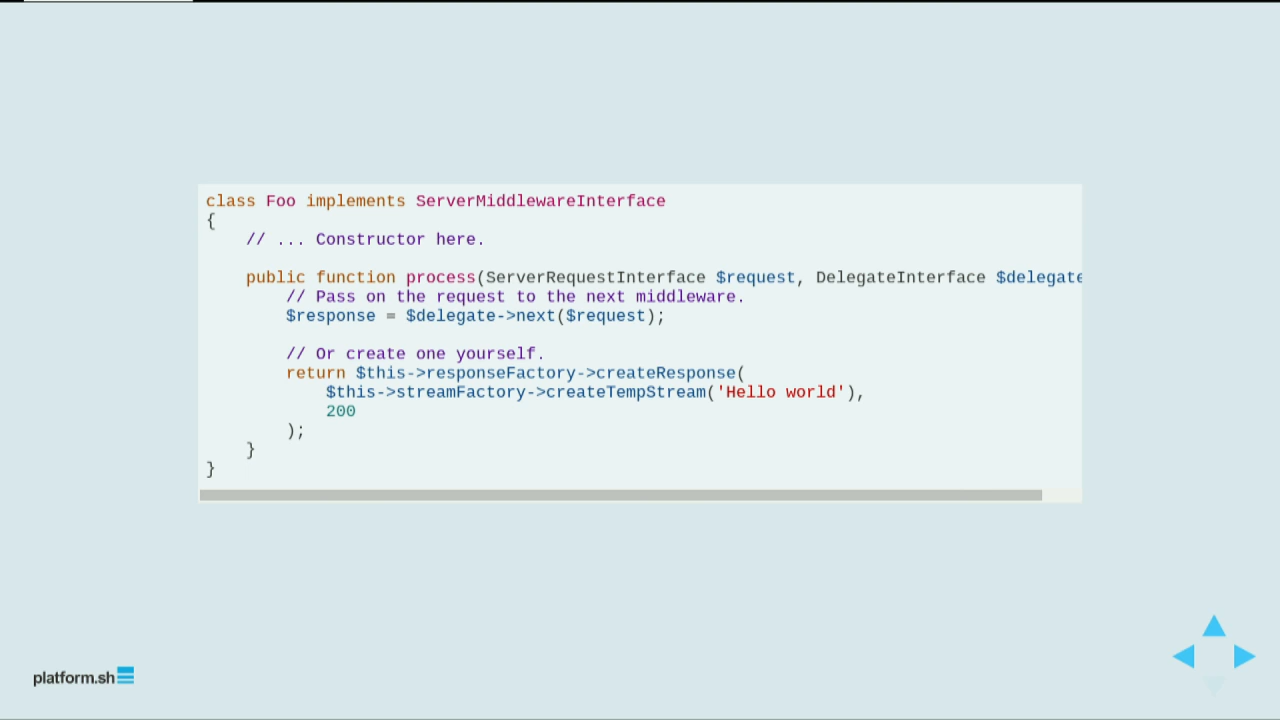 class Foo implements ServerMiddlewareInterface
{
    // ... Constructor here.

    public function process(ServerRequestInterface $request, DelegateInterface $delegate
        // Pass on the request to the next middleware.
        $response = $delegate->next($request);

        // Or create one yourself.
        return $this->responseFactory->createResponse(
            $this->streamFactory->createTempStream('Hello world'),
            200
        );
    }
}
platform.sh